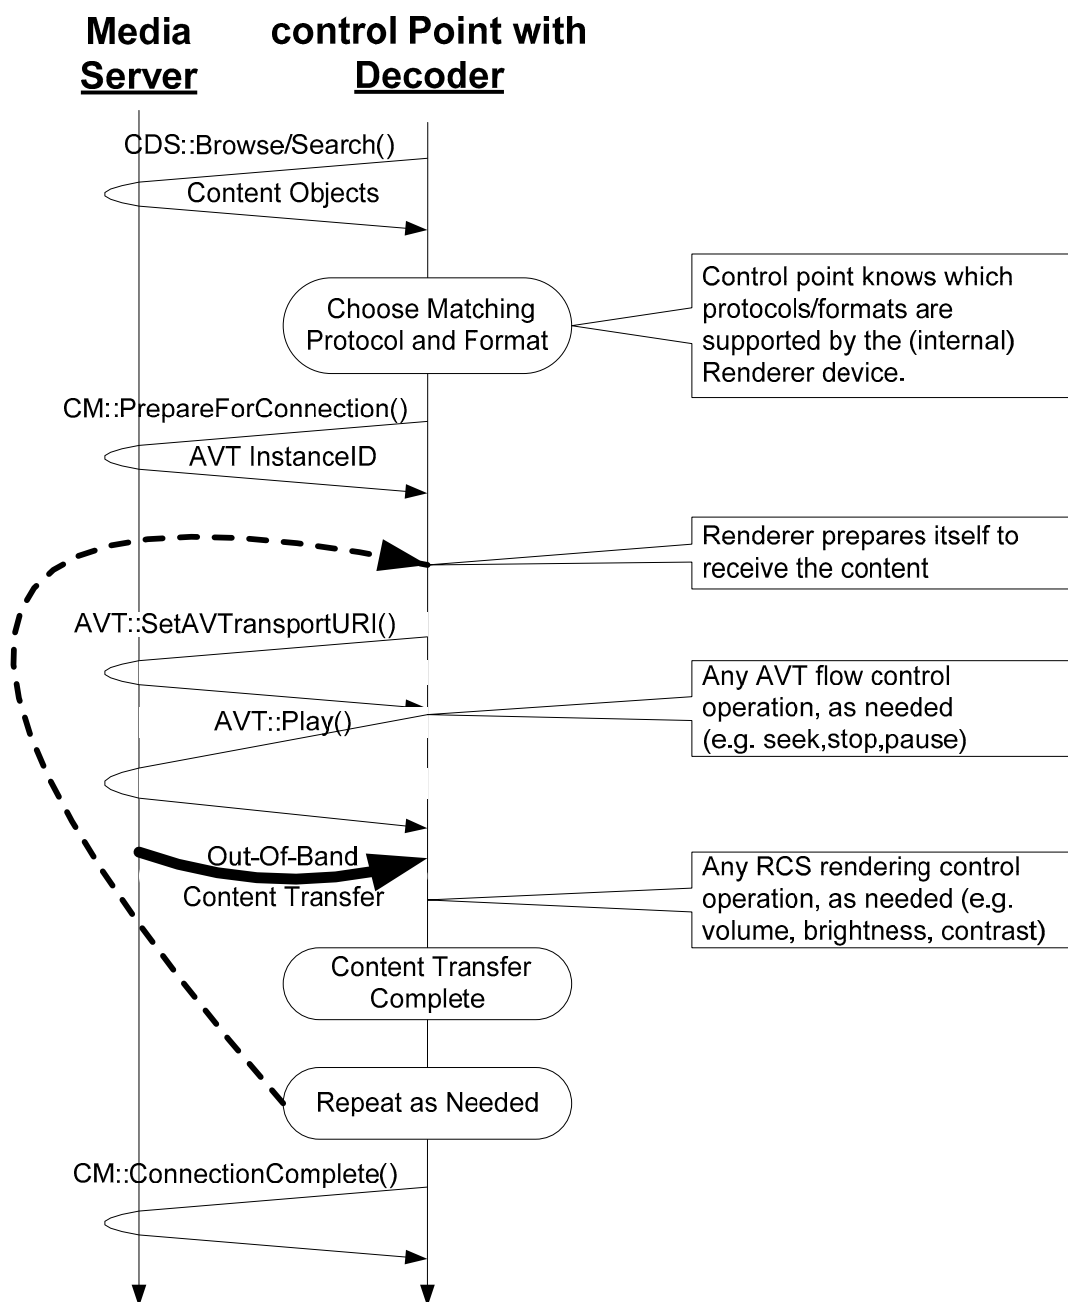 Media
Server
control Point with
Decoder
CDS::Browse/Search()
Content Objects
Choose Matching
Protocol and Format
Control point knows which
protocols/formats are
supported by the (internal)
Renderer device.
CM::PrepareForConnection()
AVT InstanceID
Renderer prepares itself to
receive the content
AVT::SetAVTransportURI()
AVT::Play()
Any AVT flow control
operation, as needed
(e.g. seek,stop,pause)
Out-Of-Band
Content Transfer
Any RCS rendering control
operation, as needed (e.g.
volume, brightness, contrast)
Content Transfer
Complete
Repeat as Needed
CM::ConnectionComplete()